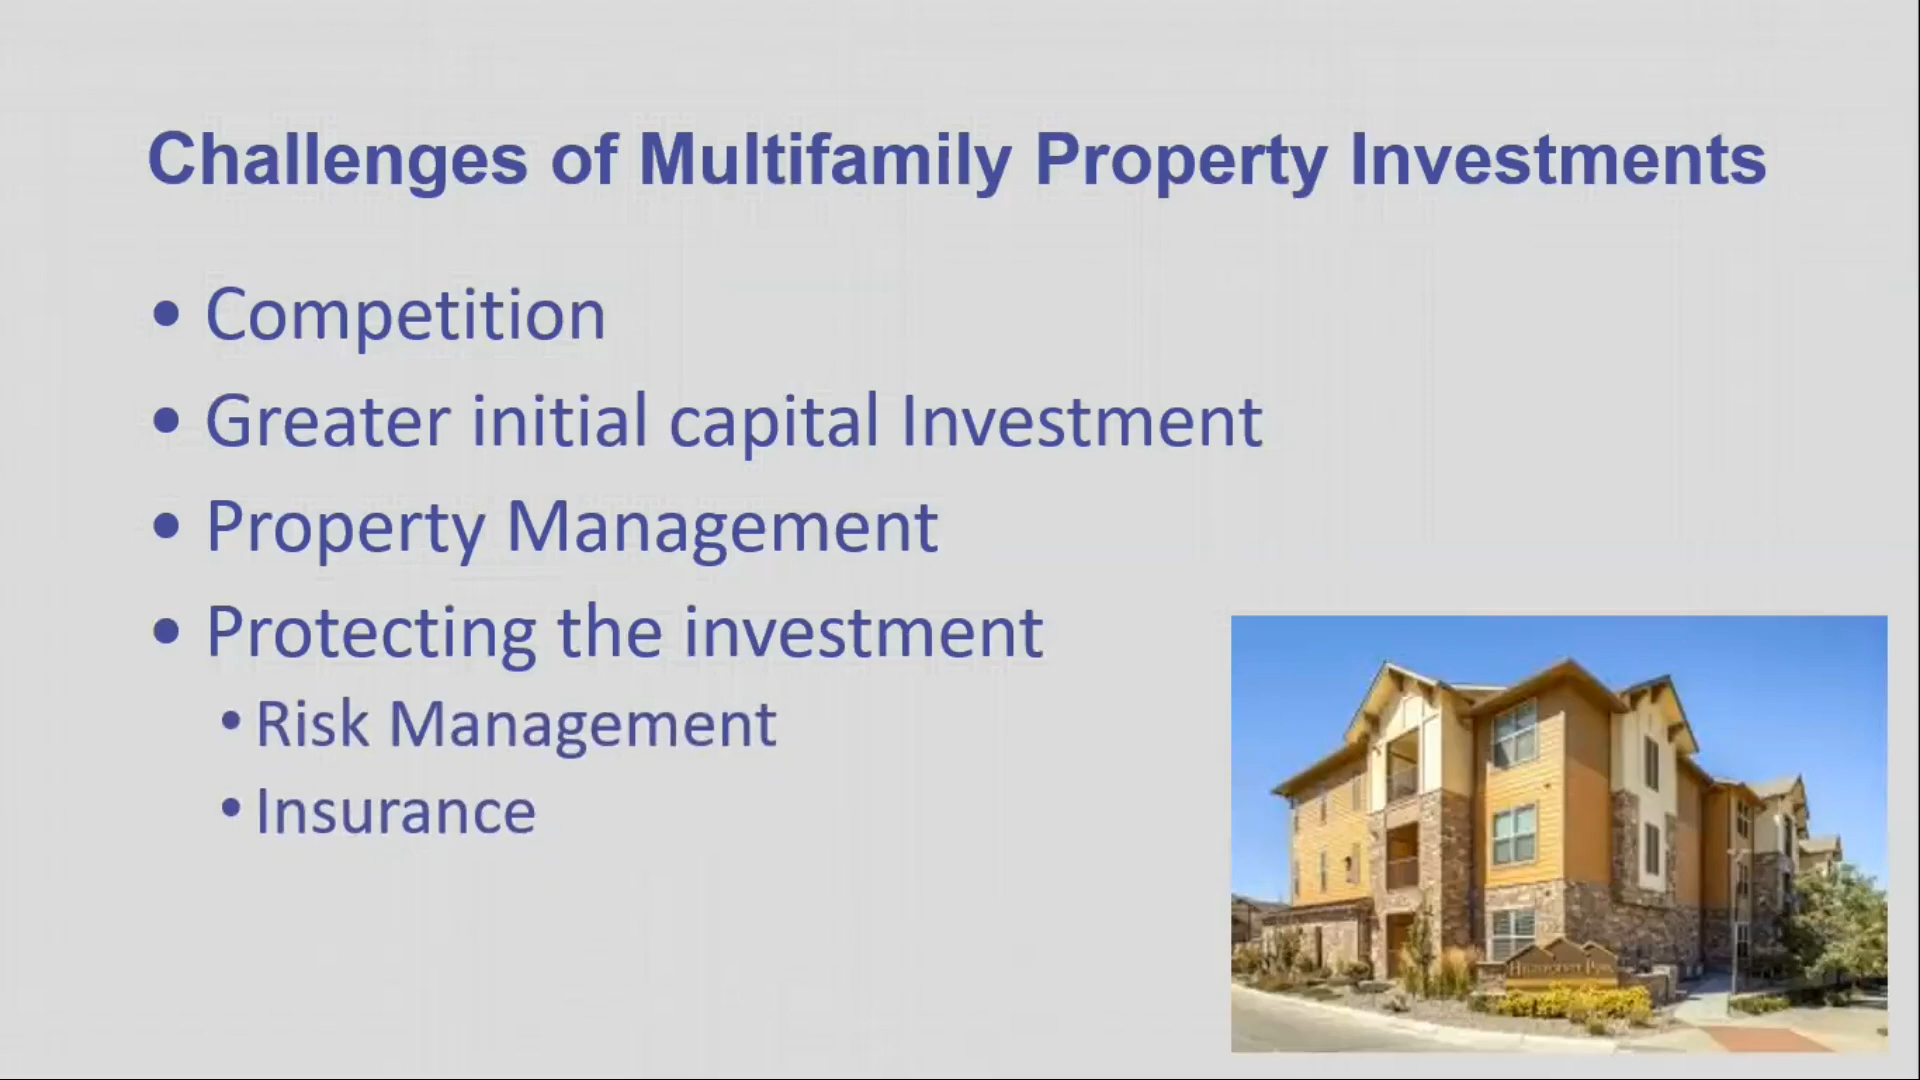 Challenges of Multifamily Property Investments
• Competition
• Greater initial capital Investment
• Property Management
• Protecting the investment
• Risk Management
• Insurance